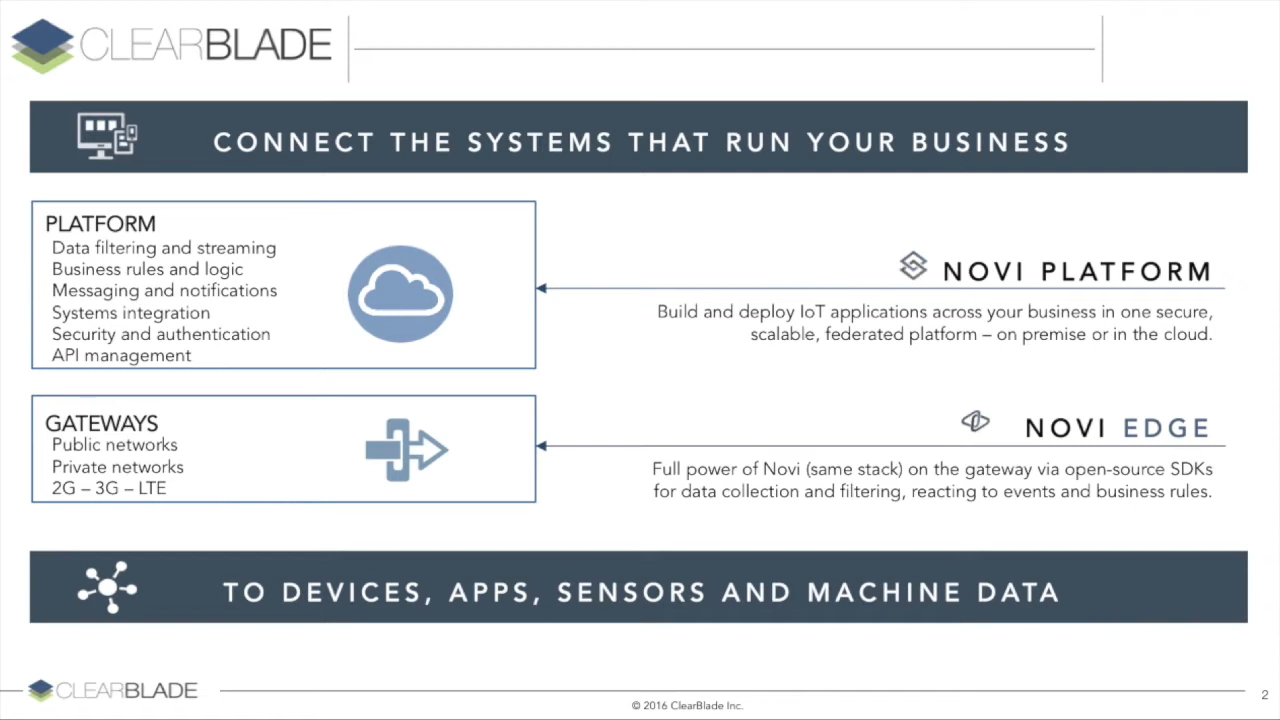 CLEARBLADE
CONNECT THE SYSTEMS THAT RUN YOUR BUSINESS
PLATFORM
Data filtering and streaming
Business rules and logic
Messaging and notifications
Systems integration
Security and authentication
API management
NOVI PLATFORM
Build and deploy IoT applications across your business in one secure,
scalable, federated platform – on premise or in the cloud.
GATEWAYS
Public networks
Private networks
2G – 3G – LTE
NOVI EDGE
Full power of Novi (same stack) on the gateway via open-source SDKs
for data collection and filtering, reacting to events and business rules.
TO DEVICES, APPS, SENSORS AND MACHINE DATA
CLEARBLADE
© 2016 ClearBlade Inc.
2